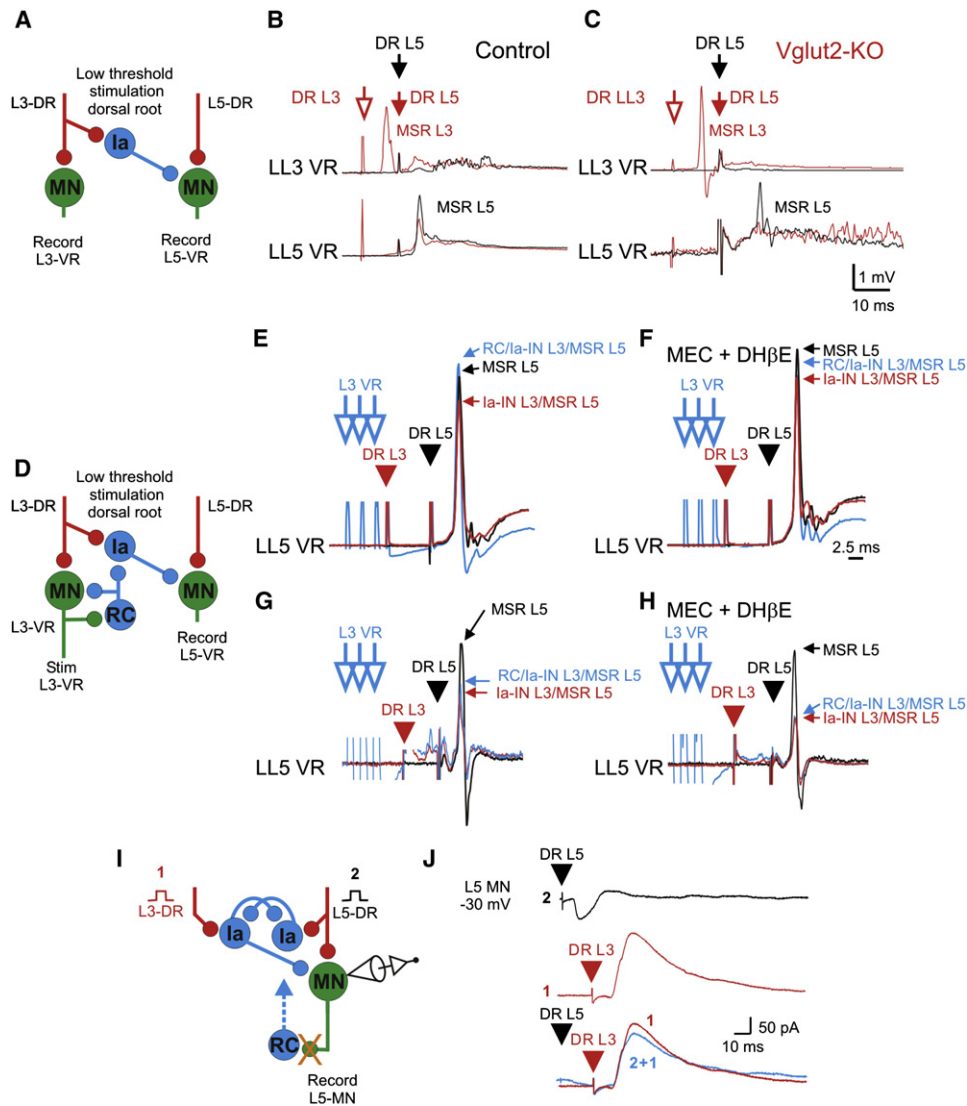 A
Low threshold
stimulation
dorsal root
L3-DR
L5-DR
Ia
MN
MN
Record
L3-VR
Record
L5-VR
B
DR L5
Control
DR L3
DR L5
MSR L3
LL3 VR
MSR L5
LL5 VR
C
DR L5
Vglut2-KO
DR LL3
DR L5
MSR L3
LL3 VR
MSR L5
LL5 VR
1 mV
10 ms
D
Low threshold
stimulation
dorsal root
L3-DR
L5-DR
Ia
MN
MN
RC
L3-VR
Stim
L3-VR
Record
L5-VR
E
RC/Ia-IN L3/MSR L5
MSR L5
Ia-IN L3/MSR L5
L3 VR
DR L5
DR L3
LL5 VR
F
MEC + DHβE
MSR L5
RC/Ia-IN L3/MSR L5
Ia-IN L3/MSR L5
L3 VR
DR L5
DR L3
LL5 VR
2.5 ms
G
MSR L5
L3 VR
DR L5
RC/Ia-IN L3/MSR L5
Ia-IN L3/MSR L5
DR L3
LL5 VR
H
MEC + DHβE
MSR L5
L3 VR
DR L5
RC/Ia-IN L3/MSR L5
Ia-IN L3/MSR L5
DR L3
LL5 VR
I
1
2
L3-DR
L5-DR
Ia
Ia
MN
RC
X
Record
L5-MN
J
DR L5
L5 MN
-30 mV
2
DR L3
1
DR L5
DR L3
1
2+1
50 pA
10 ms